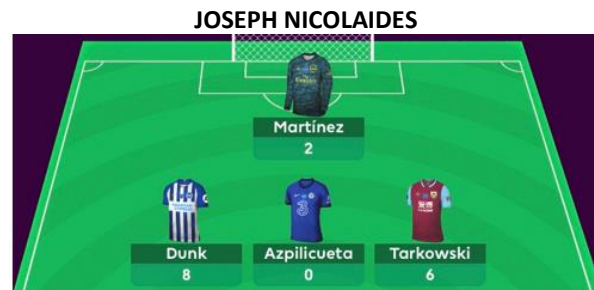 JOSEPH NICOLAIDES
Martínez
2
Dunk Azpilicueta Tarkowski
8 0 6